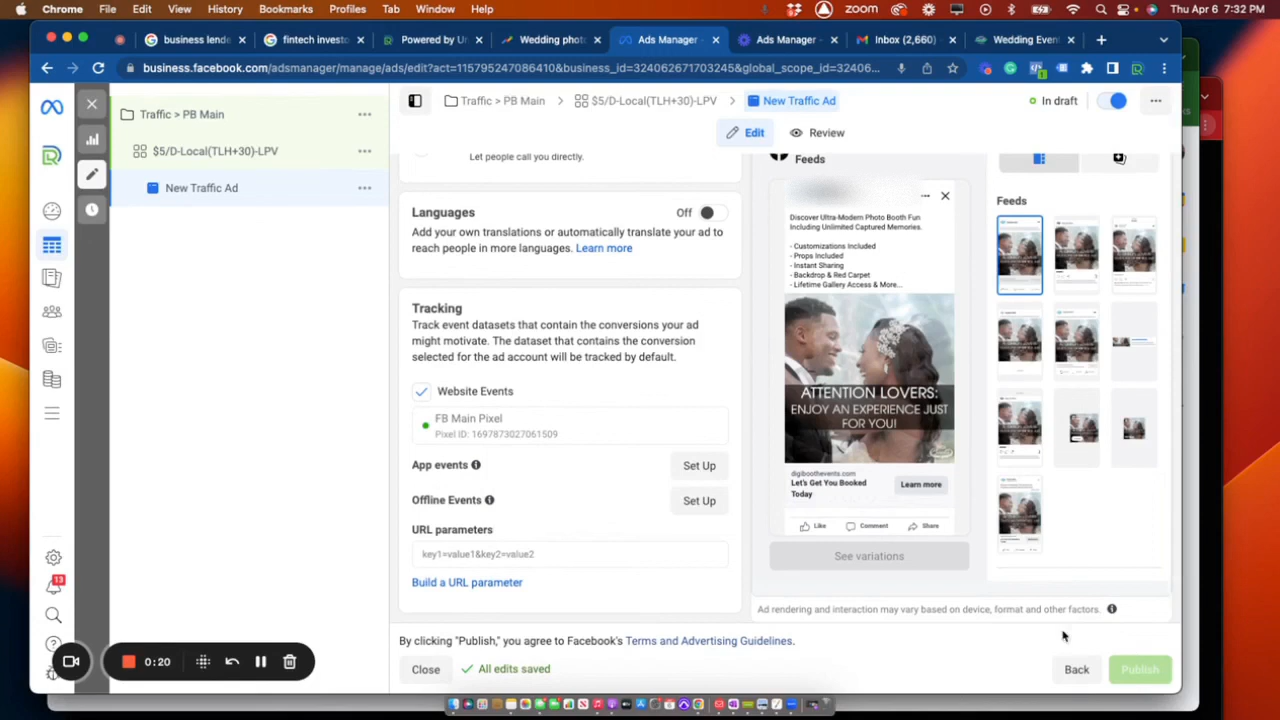 Chrome File Edit View History Bookmarks Profiles Tab Window Help
zoom
Thu Apr 6 7:32 PM
business lende
fintech investo
Powered by Un
Wedding phot
Ads Manager -
Ads Manager -
Inbox (2,660)
Wedding Even
business.facebook.com/adsmanager/manage/ads/edit?act=115795247086410&business_id=324062671703245&global_scope_id=32406...
Traffic > PB Main
$5/D-Local(TLH+30)-LPV
New Traffic Ad
Traffic > PB Main
$5/D-Local(TLH+30)-LPV
New Traffic Ad
In draft
Edit
Review
Let people call you directly.
Languages
Off
Add your own translations or automatically translate your ad to
reach people in more languages. Learn more
Tracking
Track event datasets that contain the conversions your ad
might motivate. The dataset that contains the conversion
selected for the ad account will be tracked by default.
Website Events
FB Main Pixel
Pixel ID: 1697873027061509
App events
Set Up
Offline Events
Set Up
URL parameters
key1=value1&key2=value2
Build a URL parameter
Feeds
Discover Ultra-Modern Photo Booth Fun
Including Unlimited Captured Memories.
- Customizations Included
- Props Included
- Instant Sharing
- Backdrop & Red Carpet
- Lifetime Gallery Access & More...
ATTENTION LOVERS:
ENJOY AN EXPERIENCE JUST
FOR YOU!
digiboothevents.com
Let's Get You Booked
Today
Learn more
Like
Comment
Share
See variations
Feeds
Ad rendering and interaction may vary based on device, format and other factors.
By clicking "Publish," you agree to Facebook's Terms and Advertising Guidelines.
Close
All edits saved
Back
Publish
13
0:20